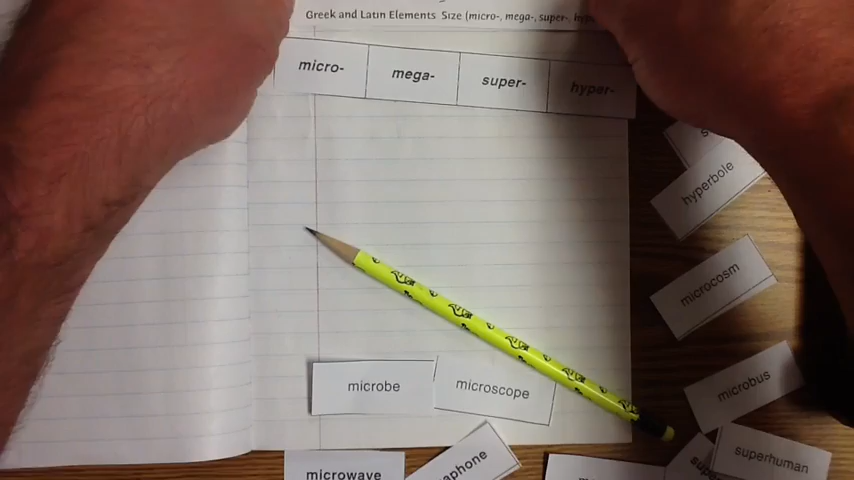 Greek and Latin Elements Size (micro-, mega-, super-,
micro- mega- super- hyper-
hyperbole
microcosm
microbus
microbe microscope
superhuman
microwave